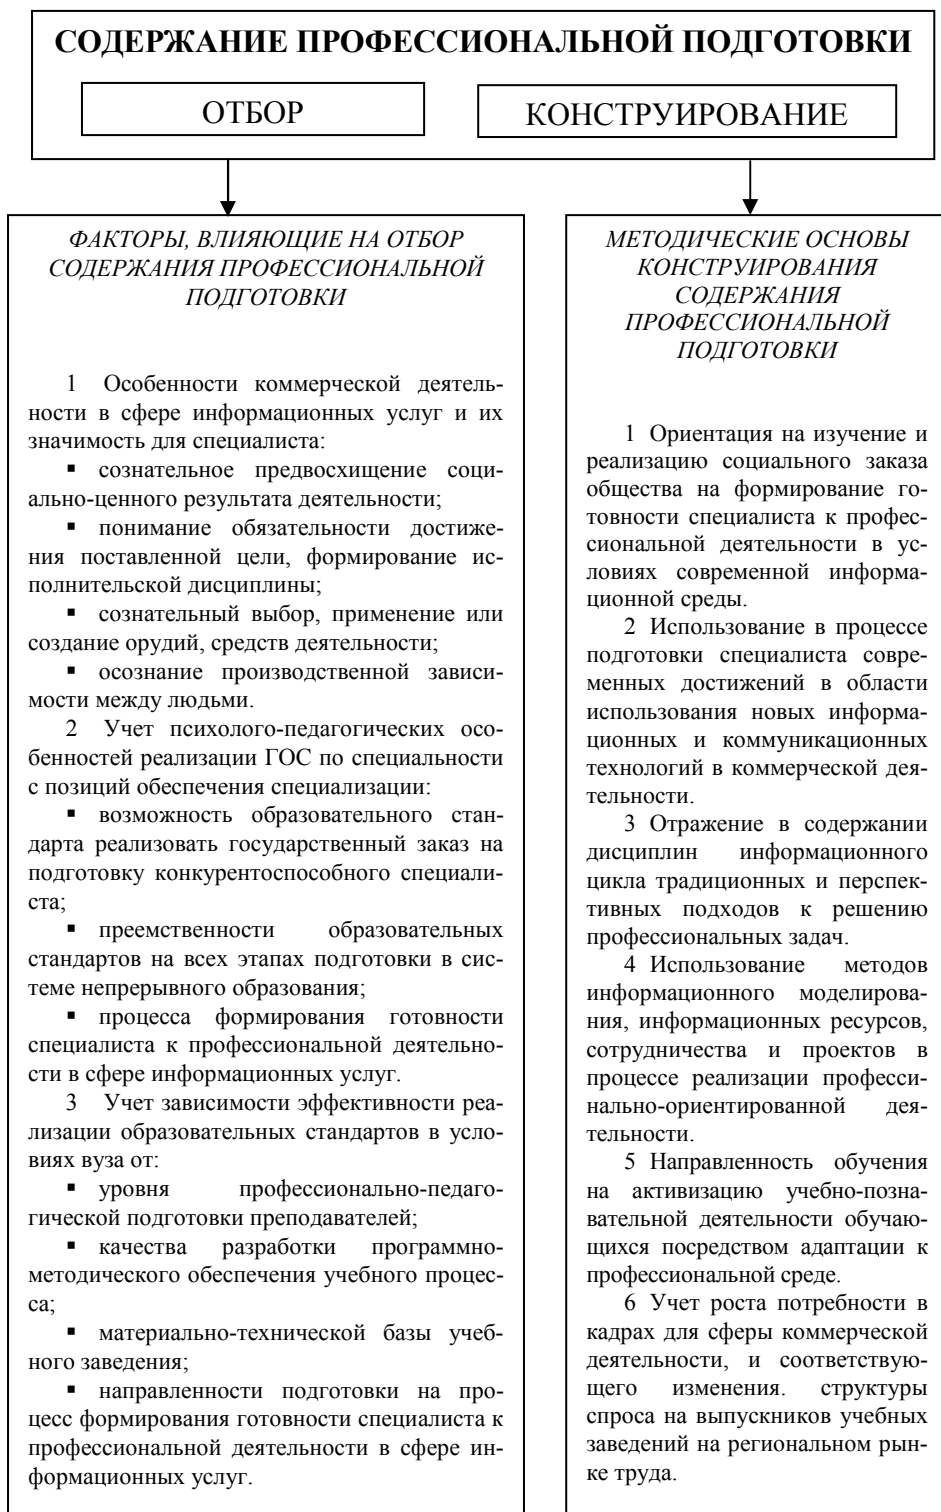 СОДЕРЖАНИЕ ПРОФЕССИОНАЛЬНОЙ ПОДГОТОВКИ
ОТБОР
КОНСТРУИРОВАНИЕ
ФАКТОРЫ, ВЛИЯЮЩИЕ НА ОТБОР
СОДЕРЖАНИЯ ПРОФЕССИОНАЛЬНОЙ
ПОДГОТОВКИ
1 Особенности коммерческой деятель-
ности в сфере информационных услуг и их
значимость для специалиста:
▪ сознательное предвосхищение соци-
ально-ценного результата деятельности;
▪ понимание обязательности достиже-
ния поставленной цели, формирование ис-
полнительской дисциплины;
▪ сознательный выбор, применение или
создание орудий, средств деятельности;
▪ осознание производственной зависи-
мости между людьми.
2 Учет психолого-педагогических осо-
бенностей реализации ГОС по специальности
с позиций обеспечения специализации:
▪ возможность образовательного стан-
дарта реализовать государственный заказ на
подготовку конкурентоспособного специали-
ста;
▪ преемственности образовательных
стандартов на всех этапах подготовки в сис-
теме непрерывного образования;
▪ процесса формирования готовности
специалиста к профессиональной деятельно-
сти в сфере информационных услуг.
3 Учет зависимости эффективности реа-
лизации образовательных стандартов в усло-
виях вуза от:
▪ уровня профессионально-педаго-
гической подготовки преподавателей;
▪ качества разработки программно-
методического обеспечения учебного процес-
са;
▪ материально-технической базы учеб-
ного заведения;
▪ направленности подготовки на про-
цесс формирования готовности специалиста к
профессиональной деятельности в сфере ин-
формационных услуг.
МЕТОДИЧЕСКИЕ ОСНОВЫ
КОНСТРУИРОВАНИЯ
СОДЕРЖАНИЯ
ПРОФЕССИОНАЛЬНОЙ
ПОДГОТОВКИ
1 Ориентация на изучение и
реализацию социального заказа
общества на формирование го-
товности специалиста к профес-
сиональной деятельности в ус-
ловиях современной информа-
ционной среды.
2 Использование в процессе
подготовки специалиста совре-
менных достижений в области
использования новых информа-
ционных и коммуникационных
технологий в коммерческой дея-
тельности.
3 Отражение в содержании
дисциплин информационного
цикла традиционных и перспек-
тивных подходов к решению
профессиональных задач.
4 Использование методов
информационного моделирова-
ния, информационных ресурсов,
сотрудничества и проектов в
процессе реализации професси-
нально-ориентированной дея-
тельности.
5 Направленность обучения
на активизацию учебно-позна-
вательной деятельности обучаю-
щихся посредством адаптации к
профессиональной среде.
6 Учет роста потребности в
кадрах для сферы коммерческой
деятельности, и соответствую-
щего изменения. структуры
спроса на выпускников учебных
заведений на региональном рын-
ке труда.